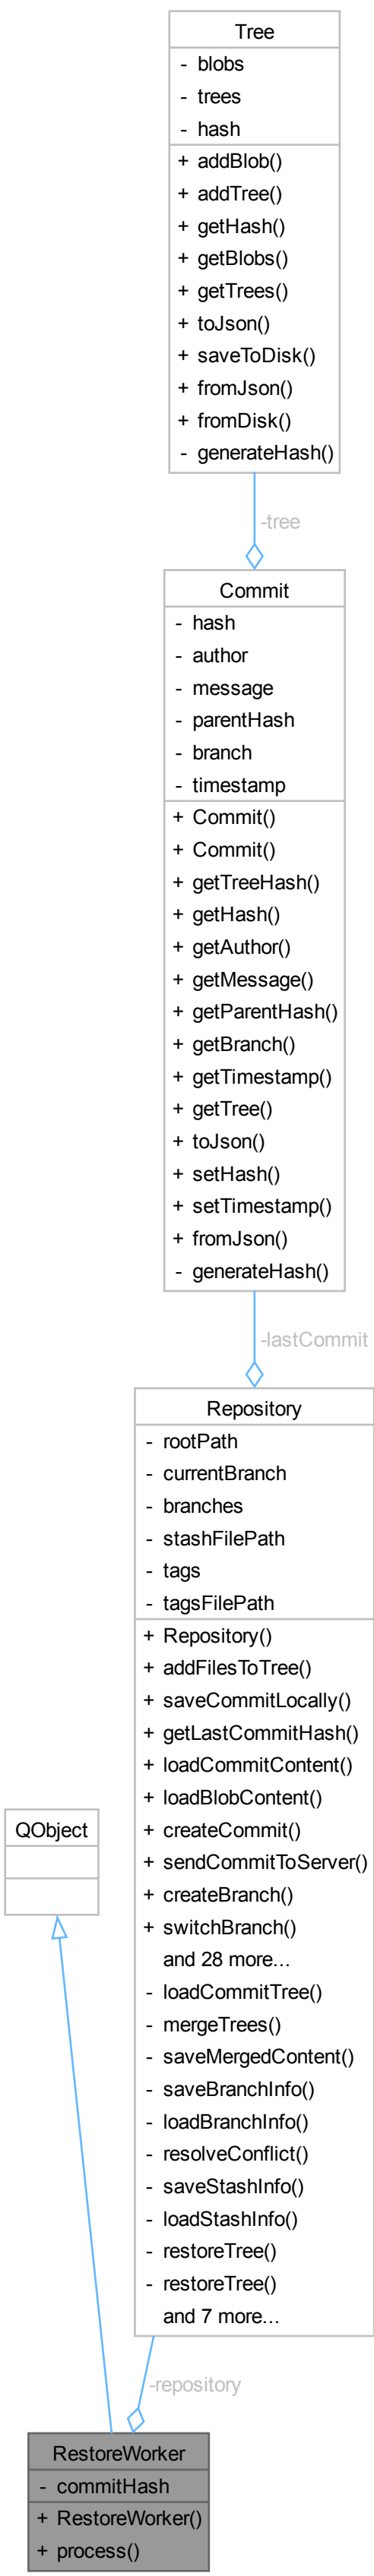 Tree
- blobs
- trees
- hash
+ addBlob()
+ addTree()
+ getHash()
+ getBlobs()
+ getTrees()
+ toJson()
+ saveToDisk()
+ fromJson()
+ fromDisk()
- generateHash()
-tree
Commit
- hash
- author
- message
- parentHash
- branch
- timestamp
+ Commit()
+ Commit()
+ getTreeHash()
+ getHash()
+ getAuthor()
+ getMessage()
+ getParentHash()
+ getBranch()
+ getTimestamp()
+ getTree()
+ toJson()
+ setHash()
+ setTimestamp()
+ fromJson()
- generateHash()
-lastCommit
Repository
- rootPath
- currentBranch
- branches
- stashFilePath
- tags
- tagsFilePath
+ Repository()
+ addFilesToTree()
+ saveCommitLocally()
+ getLastCommitHash()
+ loadCommitContent()
+ loadBlobContent()
+ createCommit()
+ sendCommitToServer()
+ createBranch()
+ switchBranch()
and 28 more...
- loadCommitTree()
- mergeTrees()
- saveMergedContent()
- saveBranchInfo()
- loadBranchInfo()
- resolveConflict()
- saveStashInfo()
- loadStashInfo()
- restoreTree()
- restoreTree()
and 7 more...
QObject
-repository
RestoreWorker
- commitHash
+ RestoreWorker()
+ process()